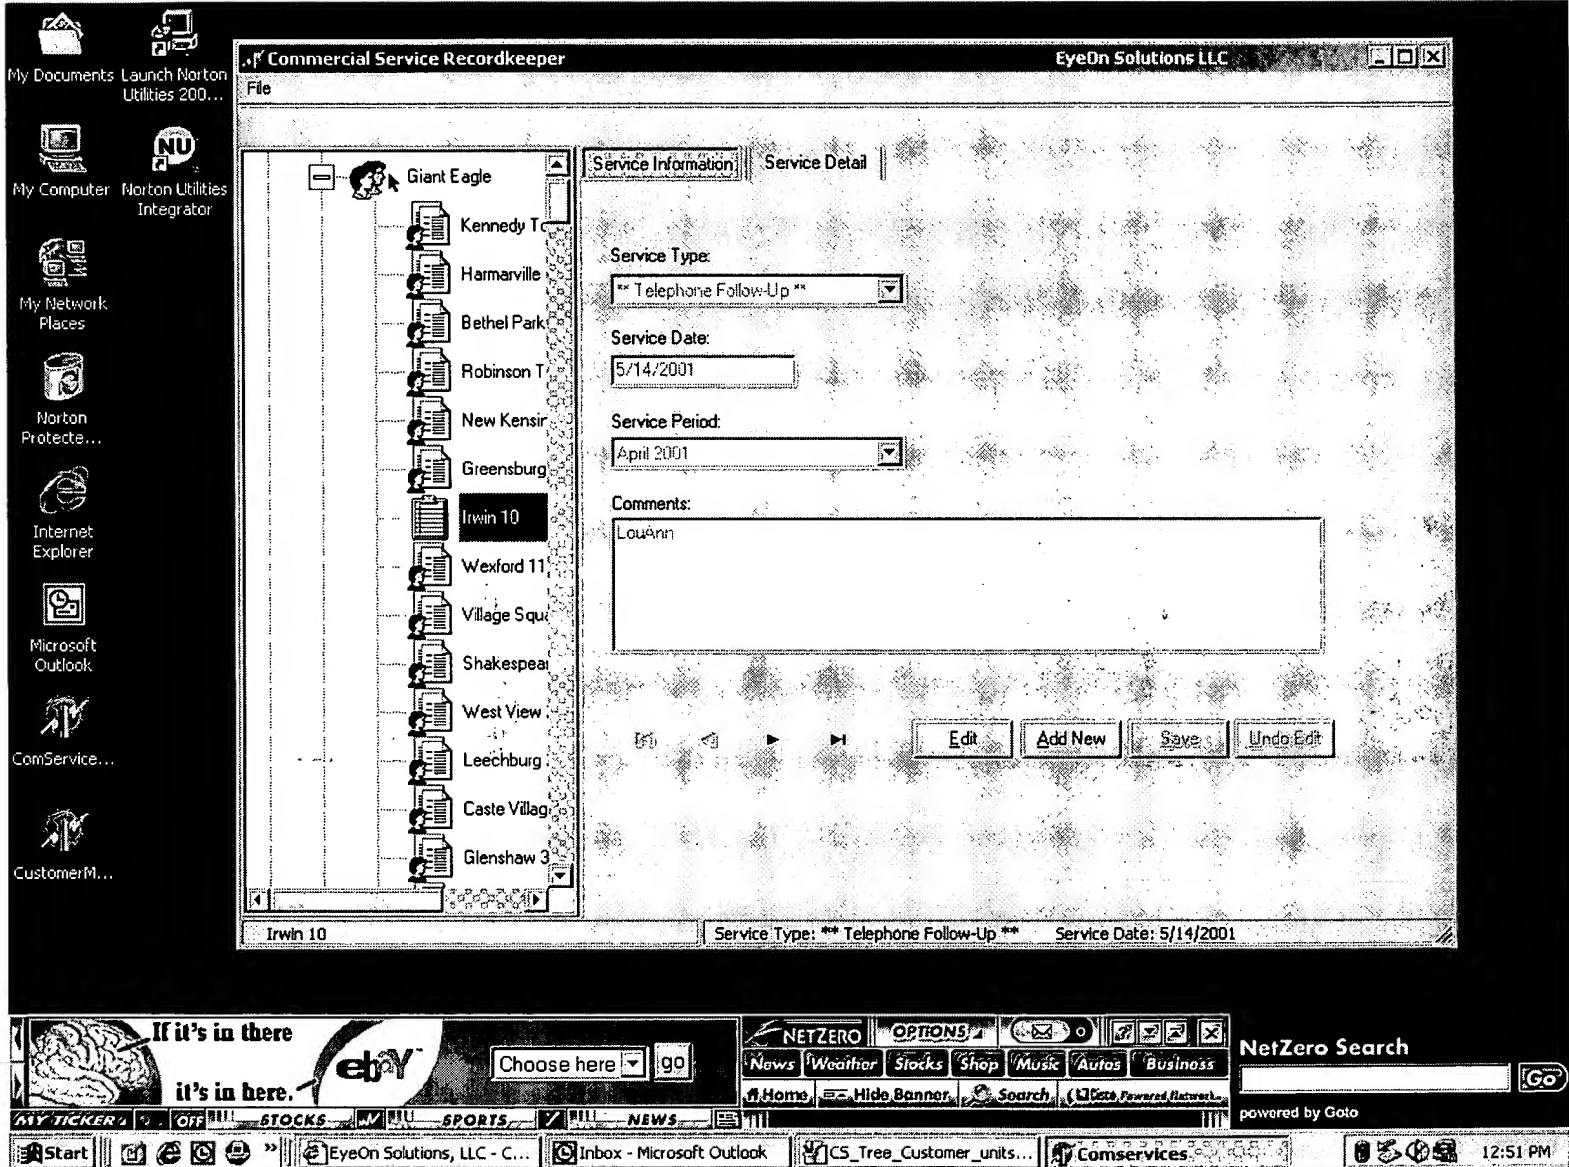 My Documents
Launch Norton
Utilities 200...
My Computer
NU
Norton Utilities
Integrator
My Network
Places
Norton
Protecte...
Internet
Explorer
Microsoft
Outlook
ComService...
CustomerM...
Commercial Service Recordkeeper
EyeOn Solutions LLC
File
Giant Eagle
Kennedy To
Harmarville
Bethel Park
Robinson T
New Kensin
Greensburg
Irwin 10
Wexford 11
Village Squa
Shakespear
West View
Leechburg
Caste Villag
Glenshaw 3
Service Information
Service Detail
Service Type:
** Telephone Follow-Up **
Service Date:
5/14/2001
Service Period:
April 2001
Comments:
LouAnn
Edit
Add New
Save
Undo Edit
Irwin 10
Service Type: ** Telephone Follow-Up **
Service Date: 5/14/2001
If it's in there
it's in here.
ebay™
Choose here
go
NETZERO
OPTIONS
News Weather Stocks Shop Music Autos Business
Home Hide Banner Search
NetZero Search
Go
powered by Goto
MY TICKER OFF STOCKS SPORTS NEWS
Start
»
EyeOn Solutions, LLC - C...
Inbox - Microsoft Outlook
CS_Tree_Customer_units...
Comservices
12:51 PM